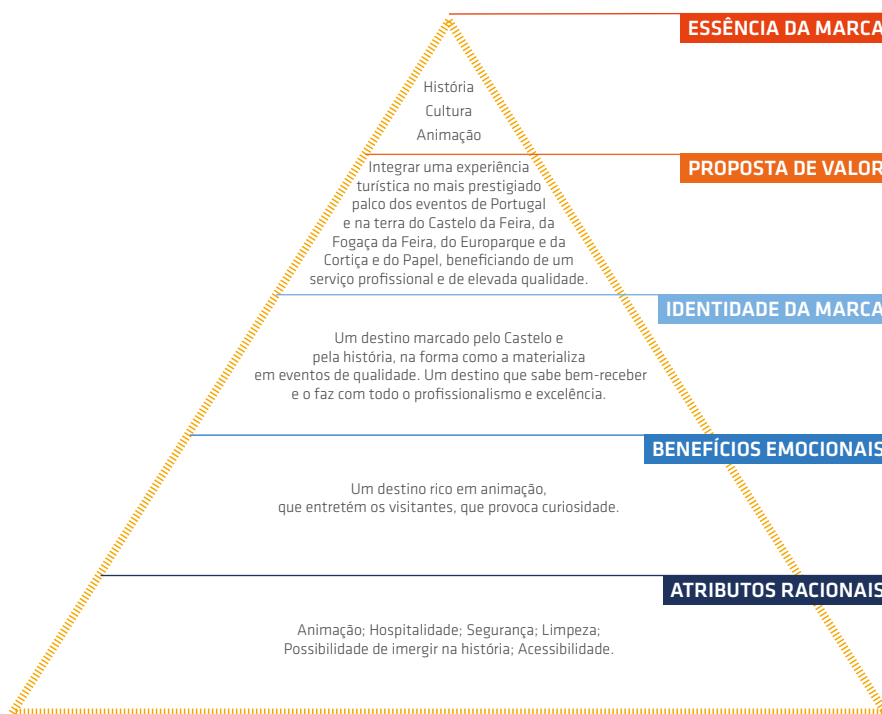 ESSÊNCIA DA MARCA
História
Cultura
Animação
PROPOSTA DE VALOR
Integrar uma experiência
turística no mais prestigiado
palco dos eventos de Portugal
e na terra do Castelo da Feira, da
Fogaça da Feira, do Europarque e da
Cortiça e do Papel, beneficiando de um
serviço profissional e de elevada qualidade.
IDENTIDADE DA MARCA
Um destino marcado pelo Castelo e
pela história, na forma como a materializa
em eventos de qualidade. Um destino que sabe bem-receber
e o faz com todo o profissionalismo e excelência.
BENEFÍCIOS EMOCIONAIS
Um destino rico em animação,
que entretém os visitantes, que provoca curiosidade.
ATRIBUTOS RACIONAIS
Animação; Hospitalidade; Segurança; Limpeza;
Possibilidade de imergir na história; Acessibilidade.